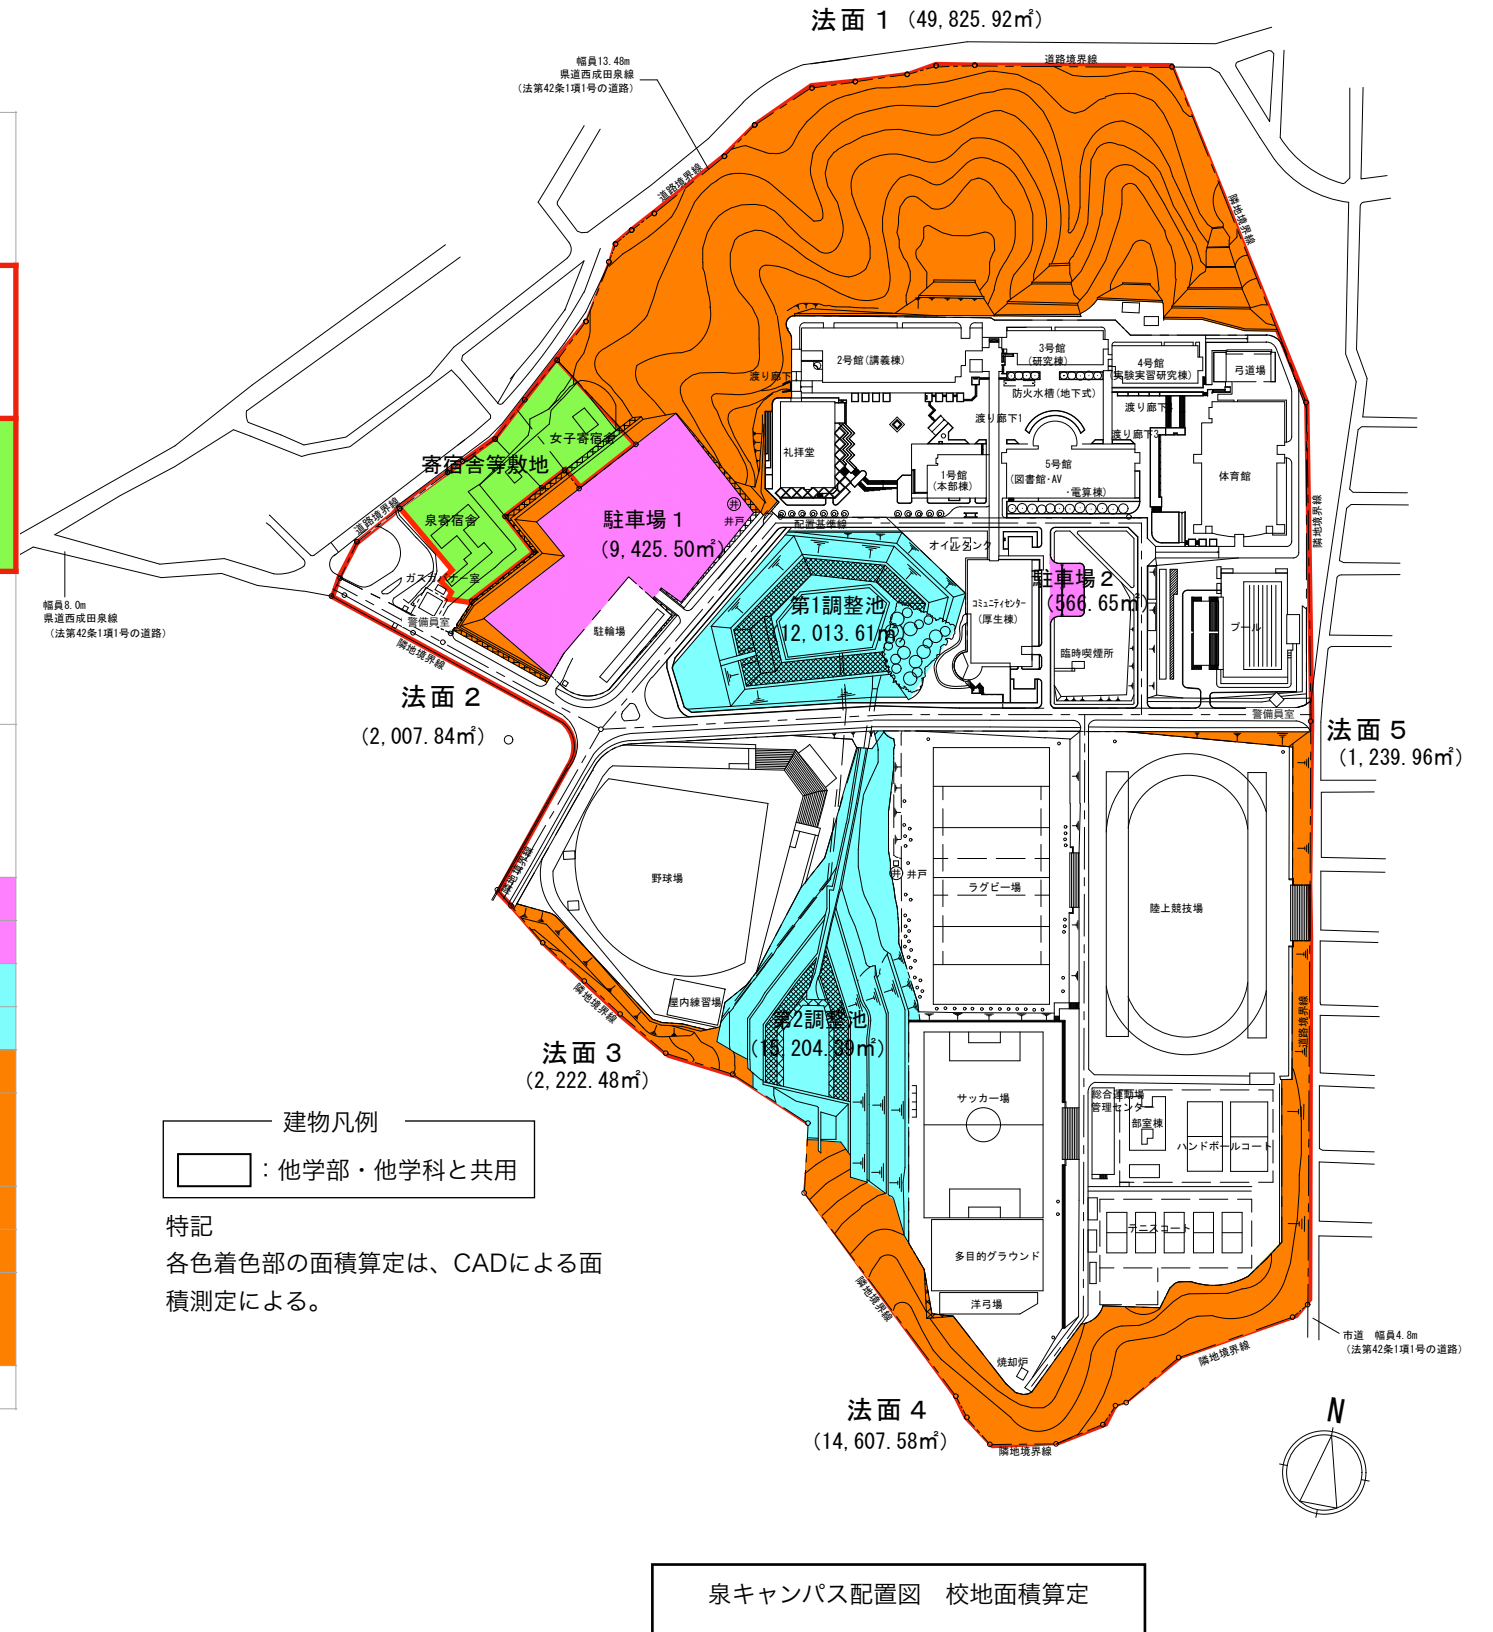 法面１（49,825.92㎡）
幅員13.48m
県道西成田泉線
（法第42条1項1号の道路）
道路境界線
道路境界線
隣地境界線
2号館(講義棟)
3号館
(研究棟)
4号館
(実験実習研究棟)
弓道場
渡り廊下
防火水槽(地下式)
渡り廊下1
渡り廊下3
女子寄宿舎
寄宿舎等敷地
礼拝堂
1号館
(本部棟)
5号館
(図書館・AV
・電算棟)
体育館
道路境界線
泉寄宿舎
駐車場１
（9,425.50㎡）
井
井戸
配置基準線
オイルタンク
隣地境界線
ガスガバナー室
駐車場２
（566.65㎡）
第1調整池
12,013.61㎡
コミュニティセンター
(厚生棟)
幅員8.0m
県道西成田泉線
（法第42条1項1号の道路）
警備員室
駐輪場
プール
隣地境界線
臨時喫煙所
法面２
（2,007.84㎡）
警備員室
法面５
（1,239.96㎡）
隣地境界線
野球場
井
井戸
ラグビー場
陸上競技場
隣地境界線
屋内練習場
第2調整池
（15,204.39㎡）
道路境界線
法面３
（2,222.48㎡）
サッカー場
総合運動場
管理センター
部室棟
ハンドボールコート
建物凡例
：他学部・他学科と共用
特記
各色着色部の面積算定は、CADによる面
積測定による。
テニスコート
多目的グラウンド
隣地境界線
洋弓場
焼却炉
隣地境界線
市道　幅員4.8m
（法第42条1項1号の道路）
法面４
（14,607.58㎡）
隣地境界線
N
泉キャンパス配置図　校地面積算定